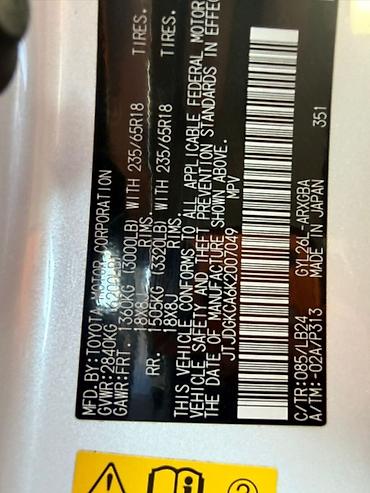 MFD.BY:TOYOTA MOTOR CORPORATION
GVWR:2840KG (6200LB)
GAWR:FRT. 1360KG (3000LB) WITH 235/65R18 TIRES.
18X8J RIMS.
RR. 1505KG (3320LB) WITH 235/65R18 TIRES.
18X8J RIMS.
THIS VEHICLE CONFORMS TO ALL APPLICABLE FEDERAL MOTOR
VEHICLE SAFETY AND THEFT PREVENTION STANDARDS IN EFFEC
THE DATE OF MANUFACTURE SHOWN ABOVE.
JTJDGKCA6K2007049 MPV
C/TR:085/LB24 GYL26L-ARXGBA
A/TM:-02A/P313 MADE IN JAPAN 351